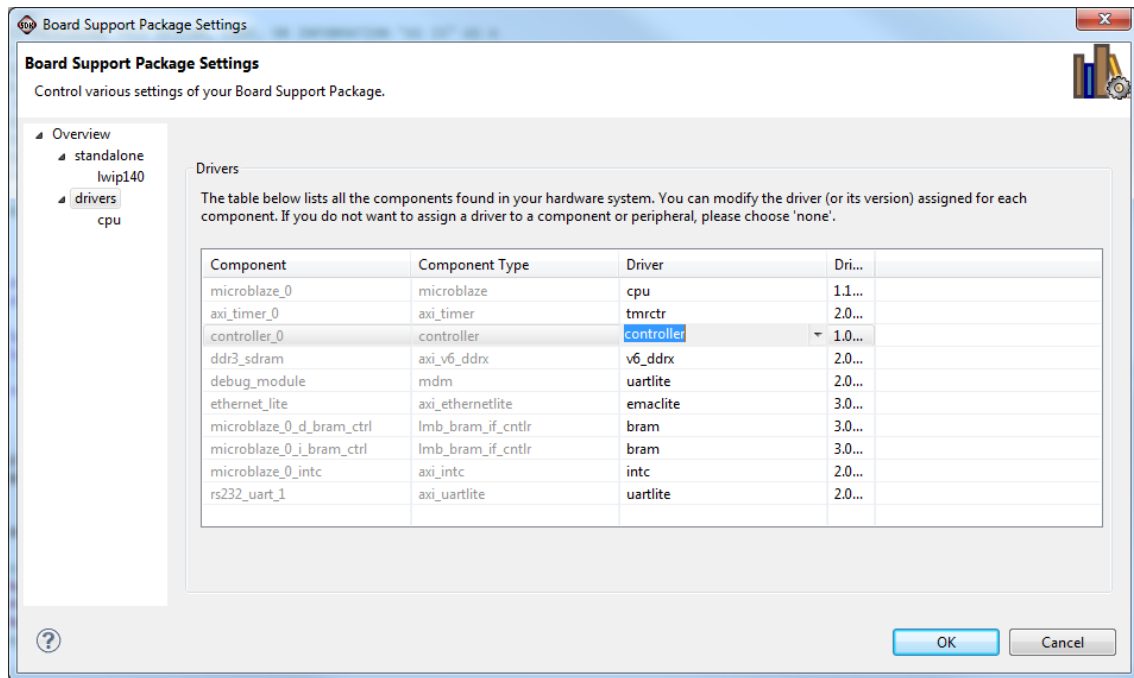 SDK Board Support Package Settings
Board Support Package Settings
Control various settings of your Board Support Package.
Overview
standalone
lwip140
drivers
cpu
Drivers
The table below lists all the components found in your hardware system. You can modify the driver (or its version) assigned for each
component. If you do not want to assign a driver to a component or peripheral, please choose 'none'.
Component Component Type Driver Dri...
microblaze_0 microblaze cpu 1.1...
axi_timer_0 axi_timer tmrctr 2.0...
controller_0 controller controller 1.0...
ddr3_sdram axi_v6_ddrx v6_ddrx 2.0...
debug_module mdm uartlite 2.0...
ethernet_lite axi_ethernetlite emaclite 3.0...
microblaze_0_d_bram_ctrl lmb_bram_if_cntlr bram 3.0...
microblaze_0_i_bram_ctrl lmb_bram_if_cntlr bram 3.0...
microblaze_0_intc axi_intc intc 2.0...
rs232_uart_1 axi_uartlite uartlite 2.0...
?
OK Cancel